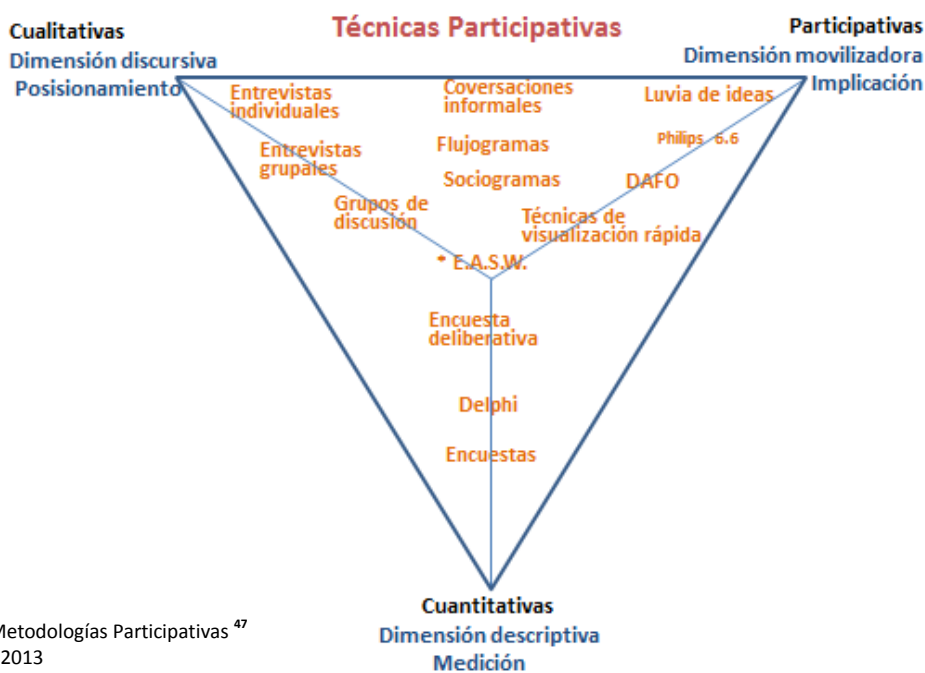 Técnicas Participativas
Cualitativas
Dimensión discursiva
Posisionamiento
Participativas
Dimensión movilizadora
Implicación
Entrevistas
individuales
Coversaciones
informales
Luvia de ideas
Entrevistas
grupales
Flujogramas
Philips 6.6
Sociogramas
DAFO
Grupos de
discusión
Técnicas de
visualización rápida
* E.A.S.W.
Encuesta
deliberativa
Delphi
Encuestas
Cuantitativas
Dimensión descriptiva
Medición
Metodologías Participativas 47
2013